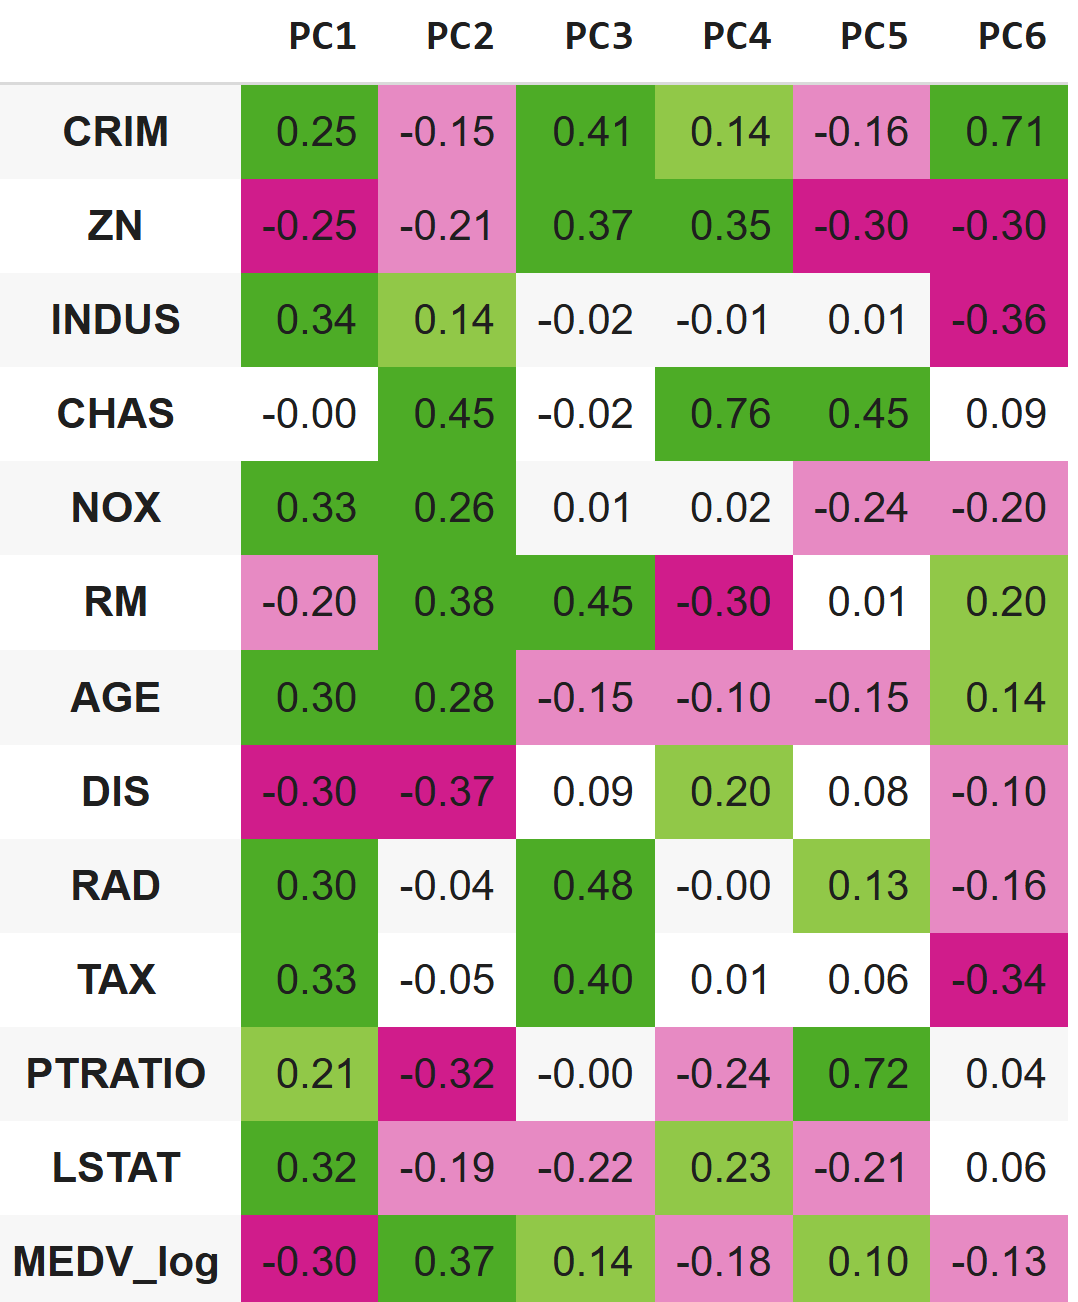 PC1 PC2 PC3 PC4 PC5 PC6
CRIM 0.25 -0.15 0.41 0.14 -0.16 0.71
ZN -0.25 -0.21 0.37 0.35 -0.30 -0.30
INDUS 0.34 0.14 -0.02 -0.01 0.01 -0.36
CHAS -0.00 0.45 -0.02 0.76 0.45 0.09
NOX 0.33 0.26 0.01 0.02 -0.24 -0.20
RM -0.20 0.38 0.45 -0.30 0.01 0.20
AGE 0.30 0.28 -0.15 -0.10 -0.15 0.14
DIS -0.30 -0.37 0.09 0.20 0.08 -0.10
RAD 0.30 -0.04 0.48 -0.00 0.13 -0.16
TAX 0.33 -0.05 0.40 0.01 0.06 -0.34
PTRATIO 0.21 -0.32 -0.00 -0.24 0.72 0.04
LSTAT 0.32 -0.19 -0.22 0.23 -0.21 0.06
MEDV_log -0.30 0.37 0.14 -0.18 0.10 -0.13